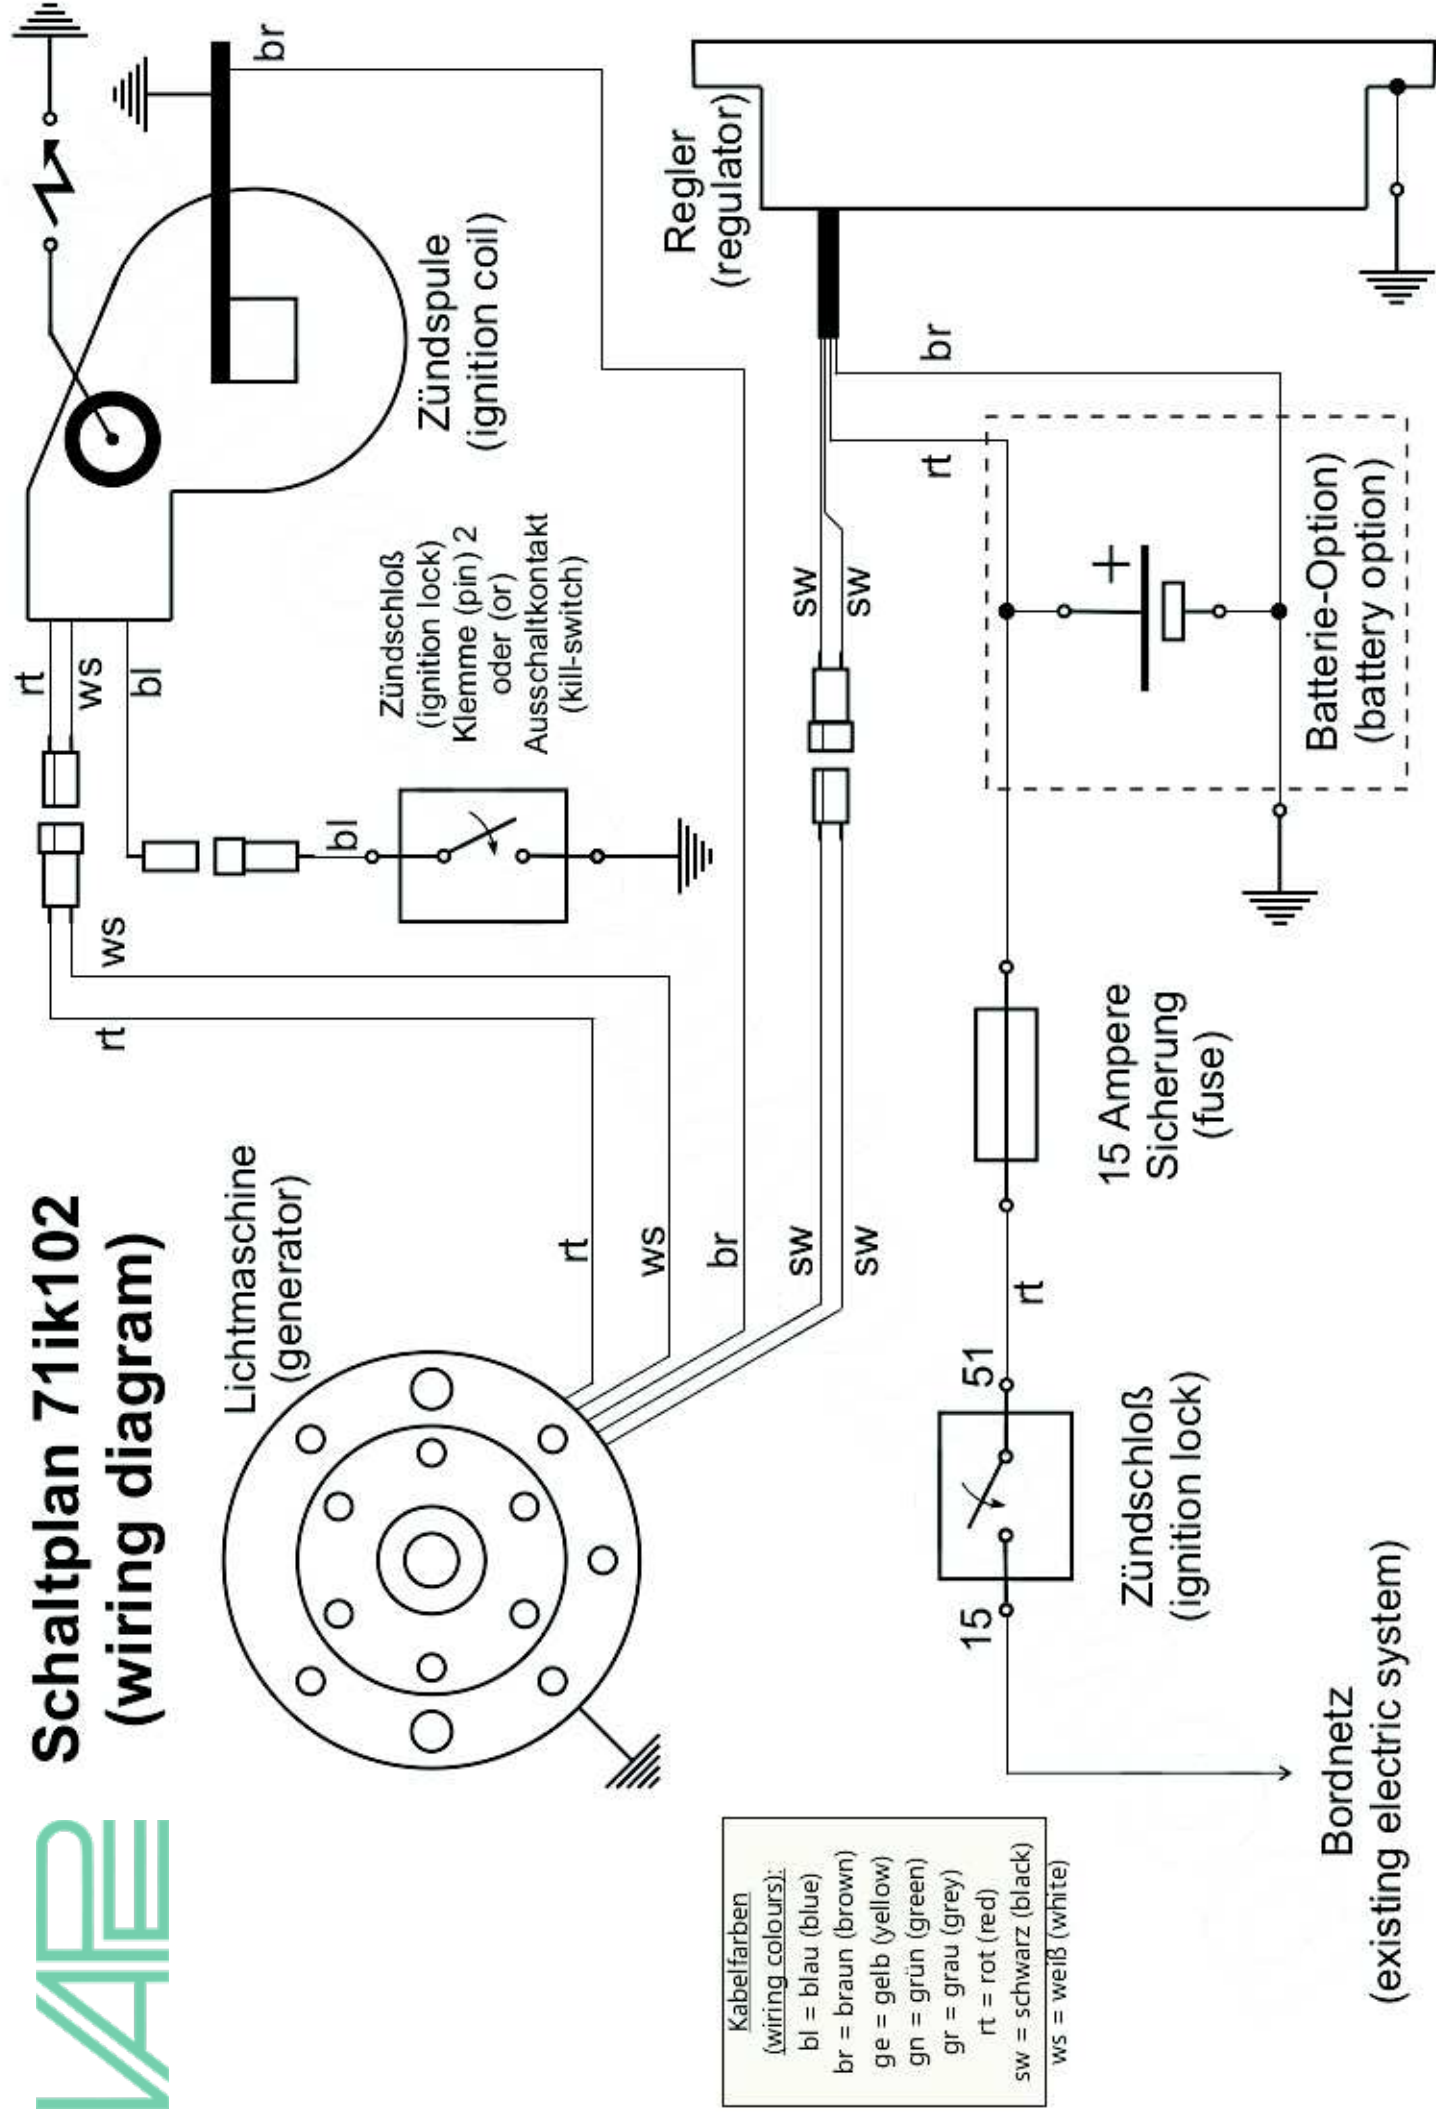 VAPE
Schaltplan 71ik102
(wiring diagram)
Lichtmaschine
(generator)
rt
ws
br
sw
sw
rt
ws
rt
ws
bl
bl
br
Zündspule
(ignition coil)
Zündschloß
(ignition lock)
Klemme (pin) 2
oder (or)
Ausschaltkontakt
(kill-switch)
Regler
(regulator)
sw
sw
rt
br
+
Batterie-Option)
(battery option)
15 Ampere
Sicherung
(fuse)
rt
51
15
Zündschloß
(ignition lock)
Bordnetz
(existing electric system)
Kabelfarben
(wiring colours):
bl = blau (blue)
br = braun (brown)
ge = gelb (yellow)
gn = grün (green)
gr = grau (grey)
rt = rot (red)
sw = schwarz (black)
ws = weiß (white)